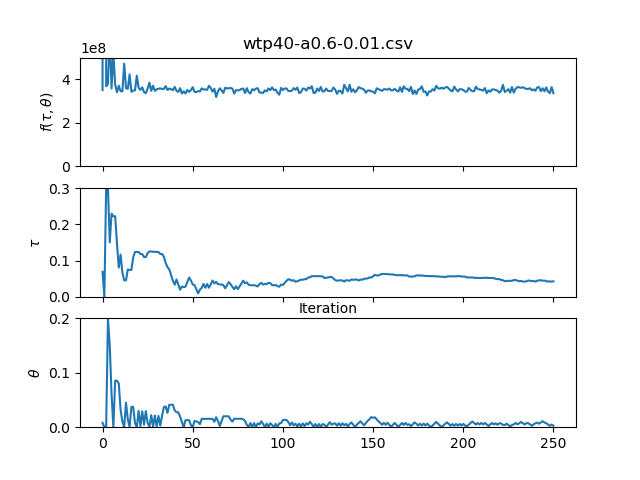 wtp40-a0.6-0.01.csv
1e8
4
2
0
f(τ, θ)
0.3
0.2
0.1
0.0
τ
Iteration
0.2
0.1
0.0
θ
0 50 100 150 200 250